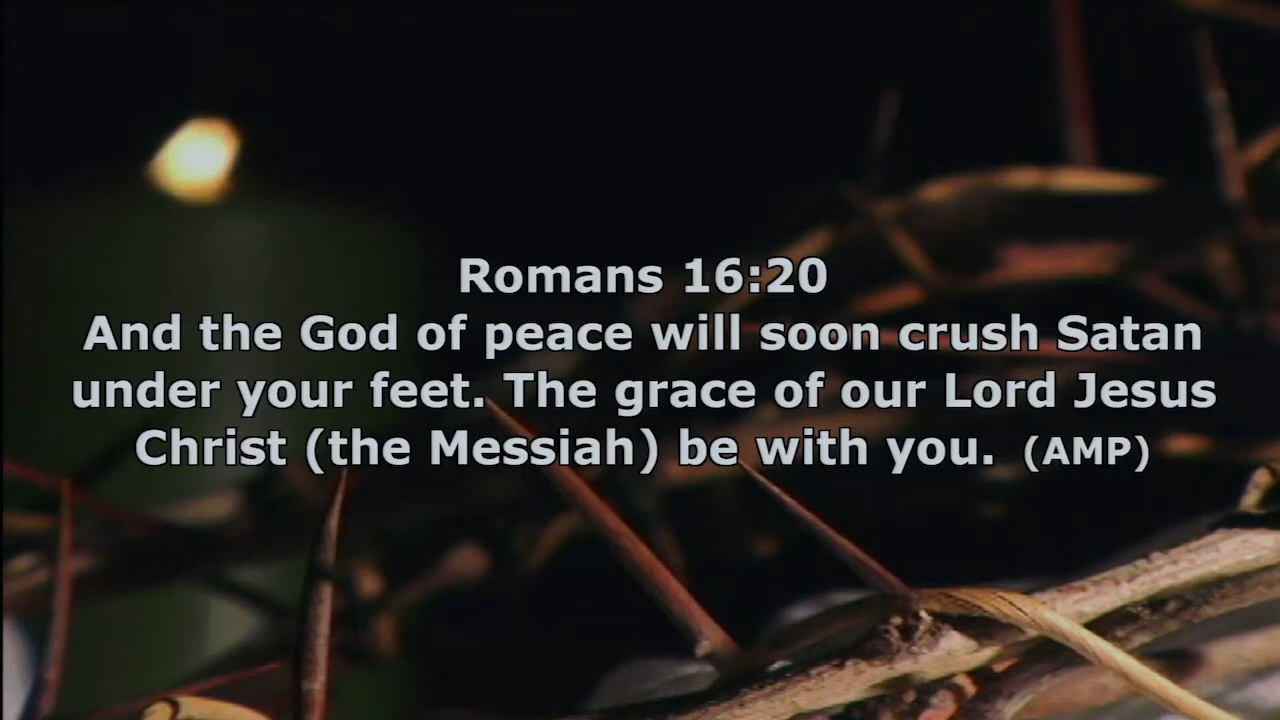 Romans 16:20
And the God of peace will soon crush Satan
under your feet. The grace of our Lord Jesus
Christ (the Messiah) be with you. (AMP)